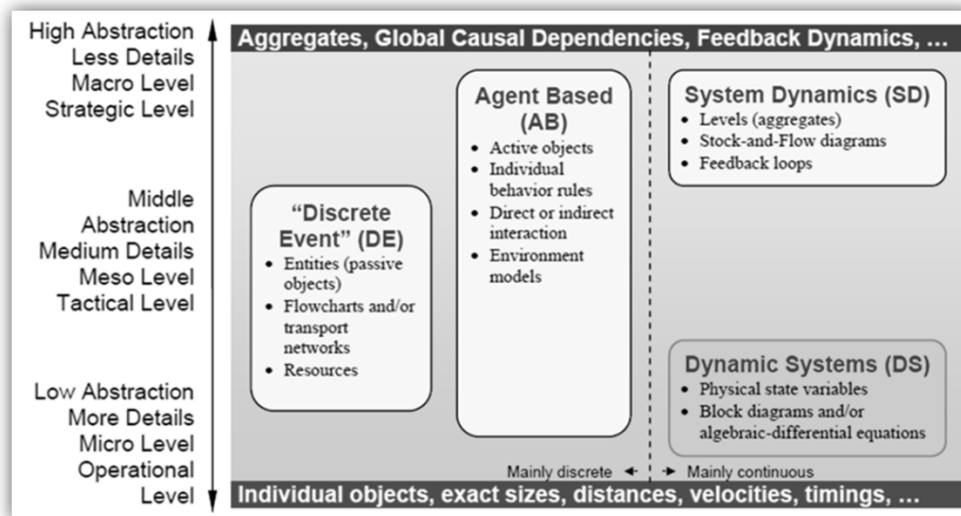 High Abstraction
Less Details
Macro Level
Strategic Level
Middle
Abstraction
Medium Details
Meso Level
Tactical Level
Low Abstraction
More Details
Micro Level
Operational
Level
Aggregates, Global Causal Dependencies, Feedback Dynamics, …
“Discrete
Event” (DE)
• Entities (passive
objects)
• Flowcharts and/or
transport
networks
• Resources
Agent Based
(AB)
• Active objects
• Individual
behavior rules
• Direct or indirect
interaction
• Environment
models
System Dynamics (SD)
• Levels (aggregates)
• Stock-and-Flow diagrams
• Feedback loops
Dynamic Systems (DS)
• Physical state variables
• Block diagrams and/or
algebraic-differential equations
Mainly discrete
Mainly continuous
Individual objects, exact sizes, distances, velocities, timings, …